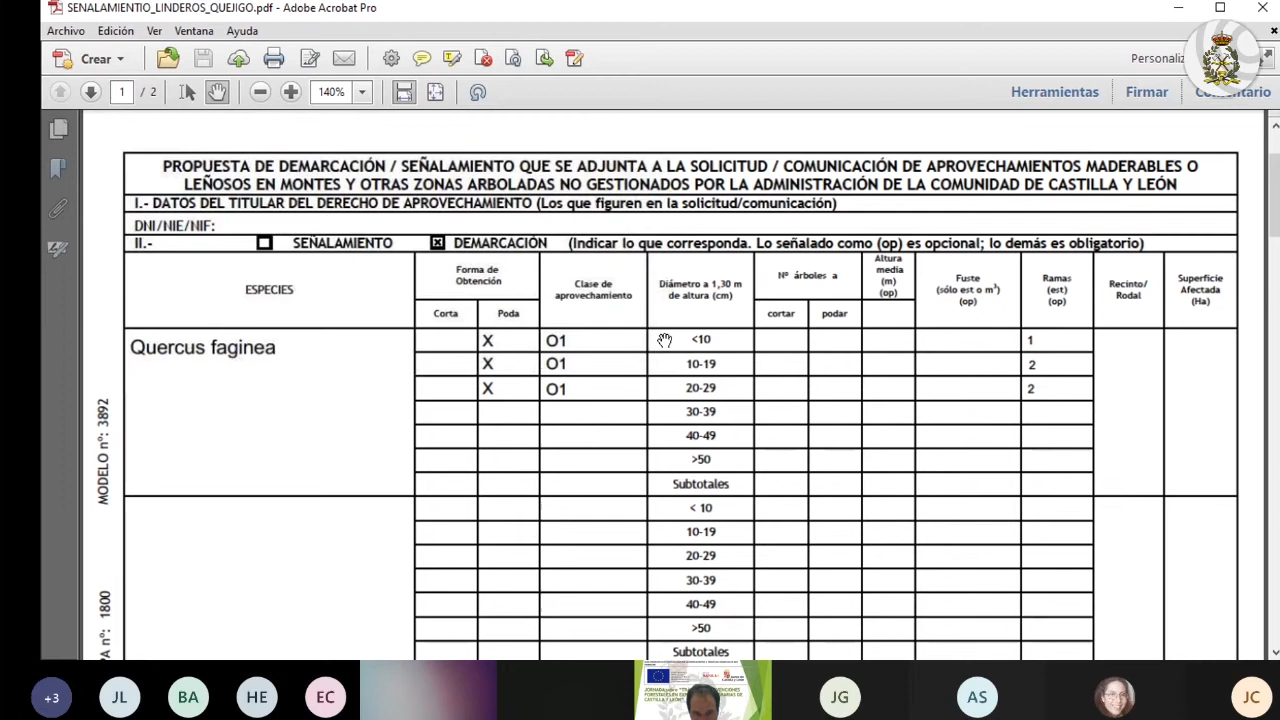 SENALAMIENTIO_LINDEROS_QUEJIGO.pdf - Adobe Acrobat Pro
Archivo Edición Ver Ventana Ayuda
Crear
Personaliz
1 / 2 140% Herramientas Firmar Comentario
PROPUESTA DE DEMARCACIÓN / SEÑALAMIENTO QUE SE ADJUNTA A LA SOLICITUD / COMUNICACIÓN DE APROVECHAMIENTOS MADERABLES O
LEÑOSOS EN MONTES Y OTRAS ZONAS ARBOLADAS NO GESTIONADOS POR LA ADMINISTRACIÓN DE LA COMUNIDAD DE CASTILLA Y LEÓN
I.- DATOS DEL TITULAR DEL DERECHO DE APROVECHAMIENTO (Los que figuren en la solicitud/comunicación)
DNI/NIE/NIF:
II.- SEÑALAMIENTO DEMARCACIÓN (Indicar lo que corresponda. Lo señalado como (op) es opcional; lo demás es obligatorio)
ESPECIES
Forma de
Obtención
Corta Poda
Clase de
aprovechamiento
Diámetro a 1,30 m
de altura (cm)
Nº árboles a
cortar podar
Altura
media
(m)
(op)
Fuste
(sólo est o m³)
(op)
Ramas
(est)
(op)
Recinto/
Rodal
Superficie
Afectada
(Ha)
Quercus faginea
X O1 <10 1
X O1 10-19 2
X O1 20-29 2
30-39
40-49
>50
Subtotales
< 10
10-19
20-29
30-39
40-49
>50
Subtotales
MODELO nº: 3892
PA nº: 1800
+3 JL BA HE EC JG AS JC